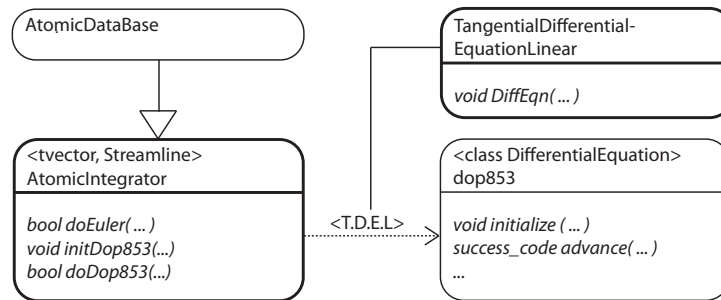 AtomicDataBase
TangentialDifferential-
EquationLinear
void DiffEqn( ... )
<tvector, Streamline>
AtomicIntegrator
bool doEuler( ... )
void initDop853(...)
bool doDop853(...)
<T.D.E.L>
<class DifferentialEquation>
dop853
void initialize ( ... )
success_code advance( ... )
...